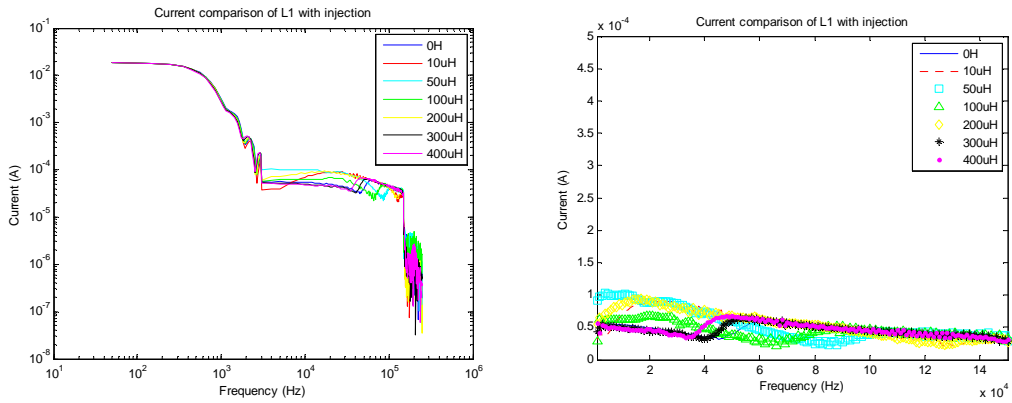 Current comparison of L1 with injection
10^-1
10^-2
10^-3
10^-4
10^-5
10^-6
10^-7
10^-8
Current (A)
10^1 10^2 10^3 10^4 10^5 10^6
Frequency (Hz)
0H
10uH
50uH
100uH
200uH
300uH
400uH
Current comparison of L1 with injection
x 10^-4
5
4.5
4
3.5
3
2.5
2
1.5
1
0.5
0
Current (A)
2 4 6 8 10 12 14
x 10^4
Frequency (Hz)
0H
10uH
50uH
100uH
200uH
300uH
400uH